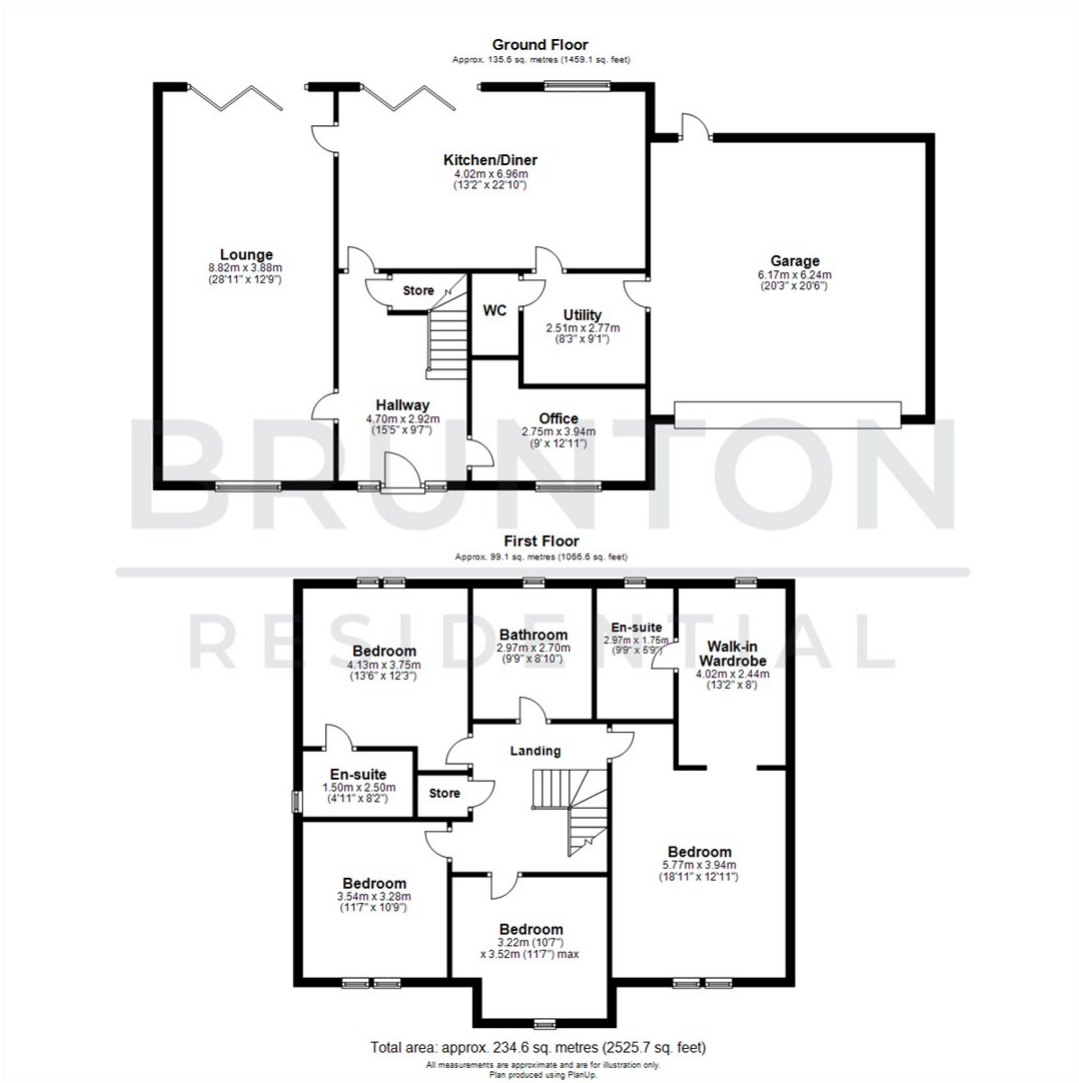 Ground Floor
Approx. 135.6 sq. metres (1459.1 sq. feet)
Kitchen/Diner
4.02m x 6.96m
(13'2" x 22'10")
Lounge
8.82m x 3.88m
(28'11" x 12'9")
Garage
6.17m x 6.24m
(20'3" x 20'6")
Store
WC
Utility
2.51m x 2.77m
(8'3" x 9'1")
Hallway
4.70m x 2.92m
(15'5" x 9'7")
Office
2.75m x 3.94m
(9' x 12'11")
BRUNTON
First Floor
Approx. 99.1 sq. metres (1066.6 sq. feet)
RESIDENTIAL
Bedroom
4.13m x 3.75m
(13'6" x 12'3")
Bathroom
2.97m x 2.70m
(9'9" x 8'10")
En-suite
2.97m x 1.75m
(9'9" x 5'9")
Walk-in
Wardrobe
4.02m x 2.44m
(13'2" x 8')
Landing
En-suite
1.50m x 2.50m
(4'11" x 8'2")
Store
Bedroom
5.77m x 3.94m
(18'11" x 12'11")
Bedroom
3.54m x 3.28m
(11'7" x 10'9")
Bedroom
3.22m (10'7")
x 3.52m (11'7") max
Total area: approx. 234.6 sq. metres (2525.7 sq. feet)
All measurements are approximate and are for illustration only.
Plan produced using PlanUp.